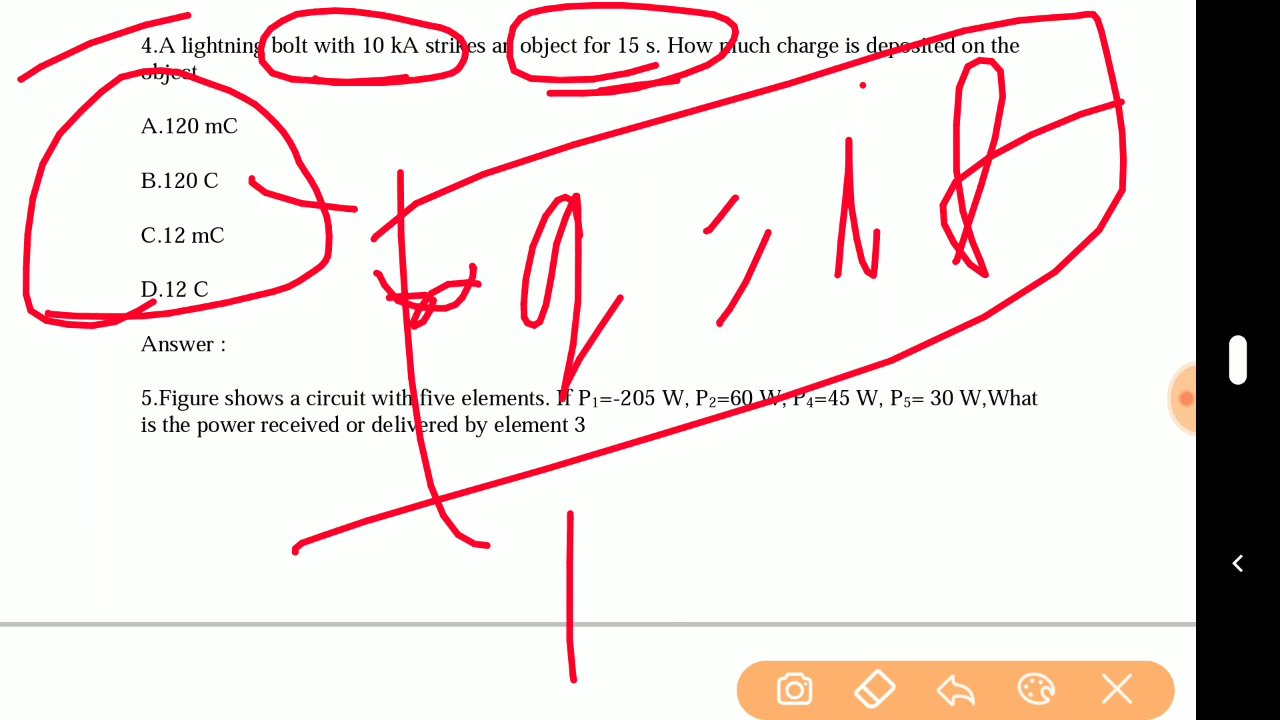 4.A lightning bolt with 10 kA strikes an object for 15 s. How much charge is deposited on the
object
A.120 mC
B.120 C
C.12 mC
D.12 C
Answer :
5.Figure shows a circuit with five elements. If P₁=-205 W, P₂=60 W, P₄=45 W, P₅= 30 W,What
is the power received or delivered by element 3